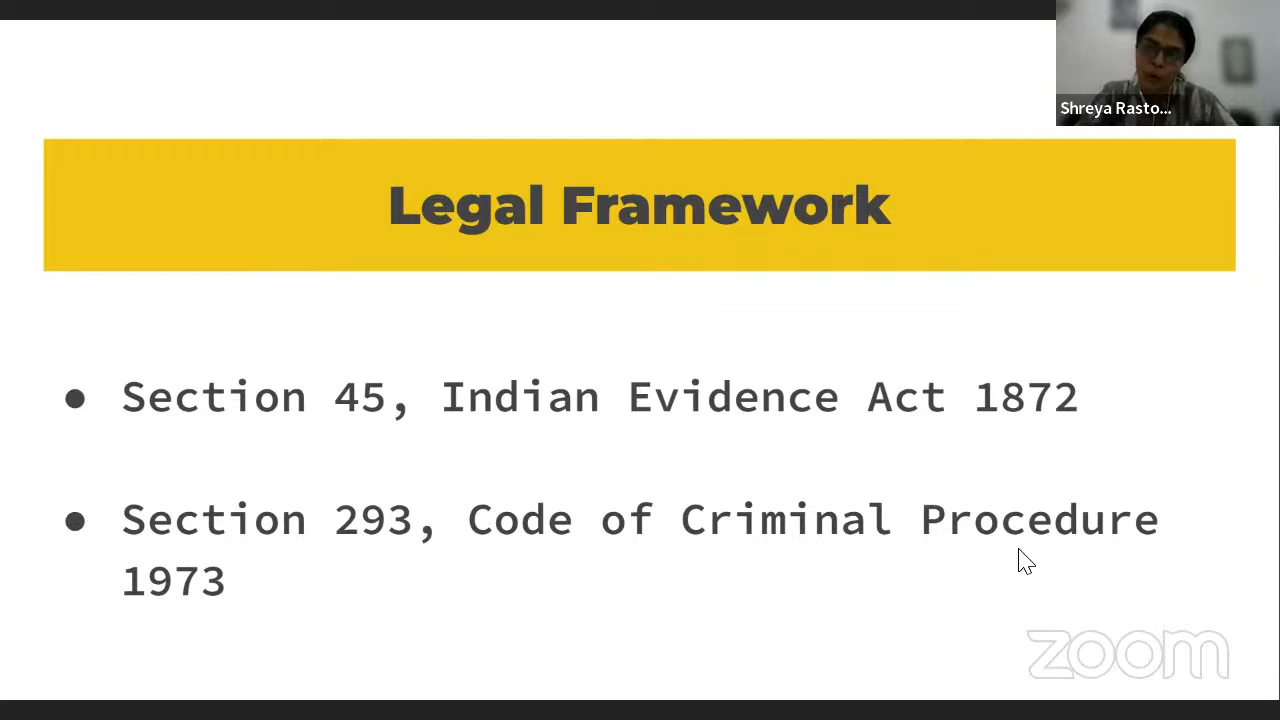 Shreya Rasto...
Legal Framework
● Section 45, Indian Evidence Act 1872
● Section 293, Code of Criminal Procedure
1973
zoom